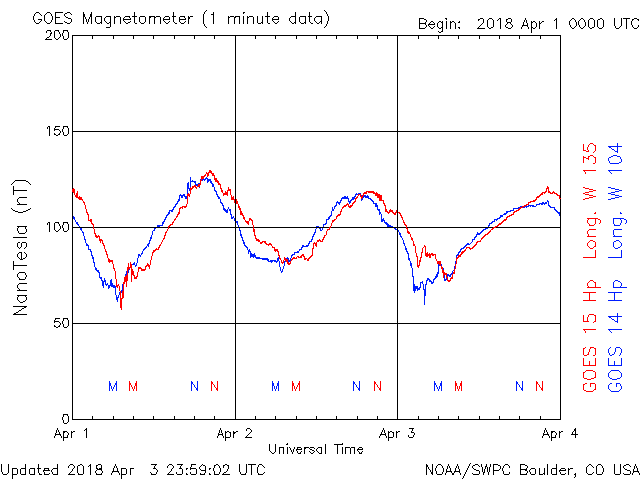 GOES Magnetometer (1 minute data)
Begin: 2018 Apr 1 0000 UTC
200
150
100
50
0
NanoTesla (nT)
M M N N M M N N M M N N
Apr 1 Apr 2 Apr 3 Apr 4
Universal Time
GOES 15 Hp Long. W 135
GOES 14 Hp Long. W 104
Updated 2018 Apr 3 23:59:02 UTC
NOAA/SWPC Boulder, CO USA